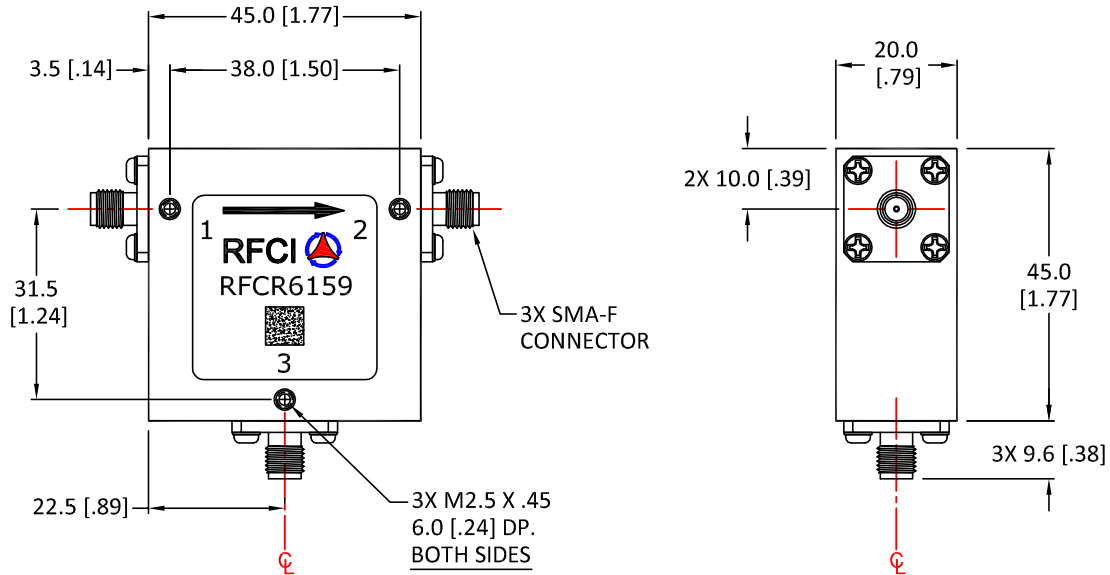 45.0 [1.77]
3.5 [.14]
38.0 [1.50]
1
2
RFCI
RFCR6159
3
31.5
[1.24]
3X SMA-F
CONNECTOR
22.5 [.89]
3X M2.5 X .45
6.0 [.24] DP.
BOTH SIDES
CL
20.0
[.79]
2X 10.0 [.39]
45.0
[1.77]
3X 9.6 [.38]
CL